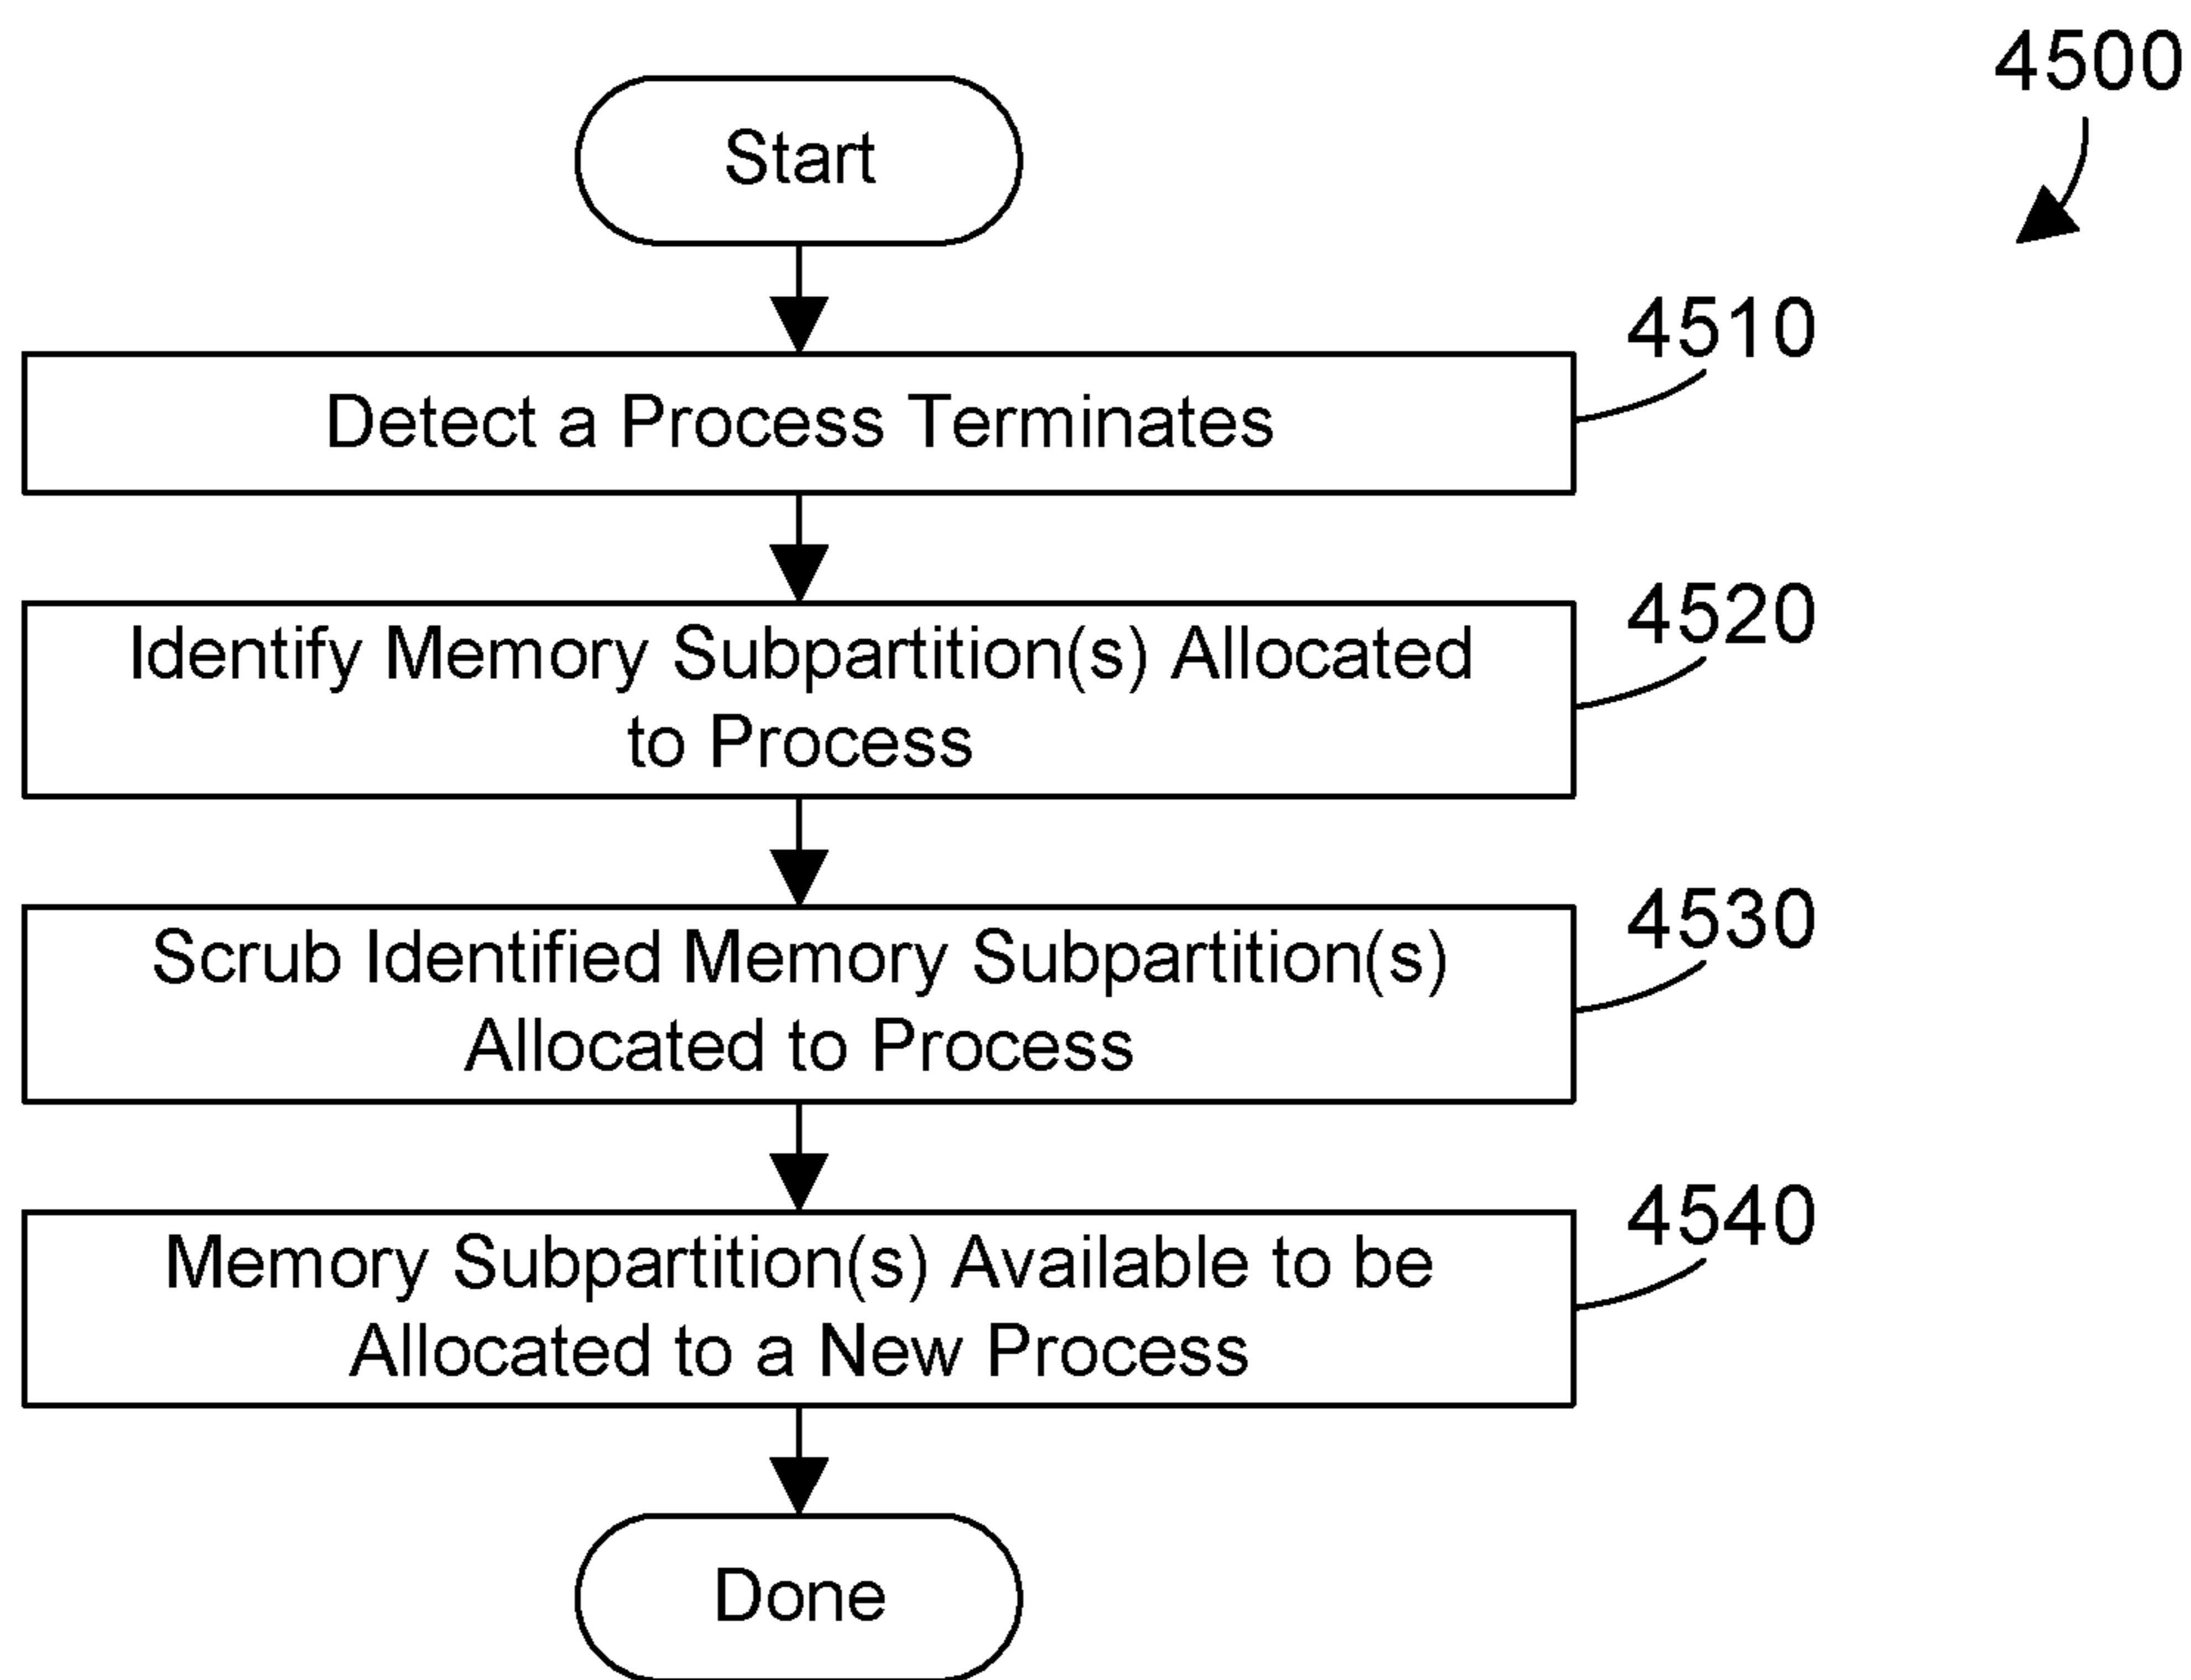 4500
Start
4510
Detect a Process Terminates
4520
Identify Memory Subpartition(s) Allocated
to Process
4530
Scrub Identified Memory Subpartition(s)
Allocated to Process
4540
Memory Subpartition(s) Available to be
Allocated to a New Process
Done